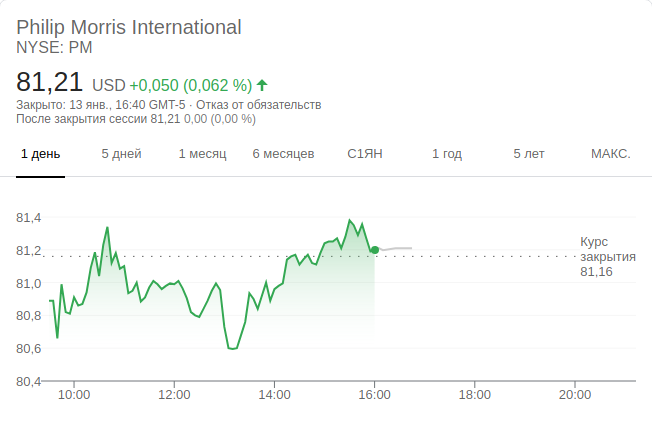 Philip Morris International
NYSE: PM
81,21 USD +0,050 (0,062 %)
Закрыто: 13 янв., 16:40 GMT-5 · Отказ от обязательств
После закрытия сессии 81,21 0,00 (0,00 %)
1 день 5 дней 1 месяц 6 месяцев С1ЯН 1 год 5 лет МАКС.
81,4
81,2
81,0
80,8
80,6
80,4
Курс
закрытия
81,16
10:00 12:00 14:00 16:00 18:00 20:00